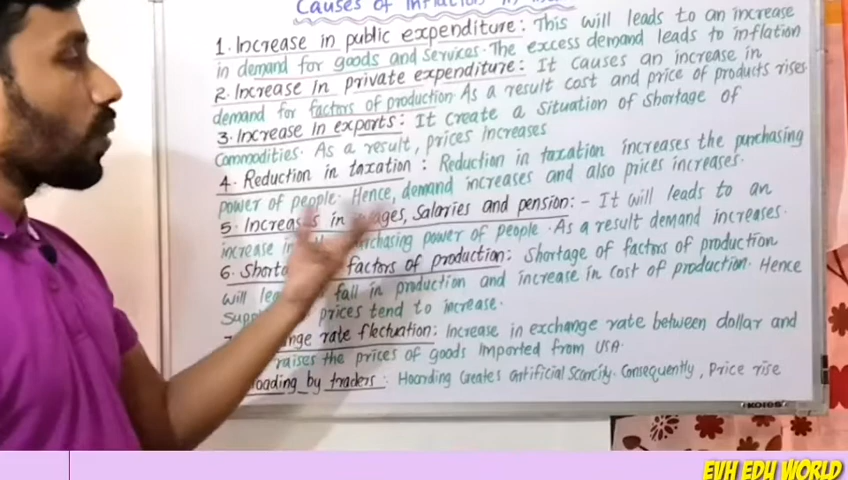 Causes of Inflation in
1. Increase in public expenditure: This will leads to an increase
in demand for goods and services. The excess demand leads to inflation
2. Increase in private expenditure: It causes an increase in
demand for factors of production. As a result cost and price of products rises
3. Increase in exports: It create a situation of shortage of
Commodities. As a result, prices increases
4. Reduction in taxation: Reduction in taxation increases the purchasing
power of people. Hence, demand increases and also prices increases.
5. Increase in wages, Salaries and pension:- It will leads to an
increase in purchasing power of people. As a result demand increases.
6. Short factors of production: Shortage of factors of production
will fall in production and increase in cost of production. Hence
prices tend to increase.
rate fluctuation: Increase in exchange rate between dollar and
raises the prices of goods imported from USA.
by traders: Hoarding creates artificial scarcity. Consequently, Price rise
KORES
EVH EDU WORLD